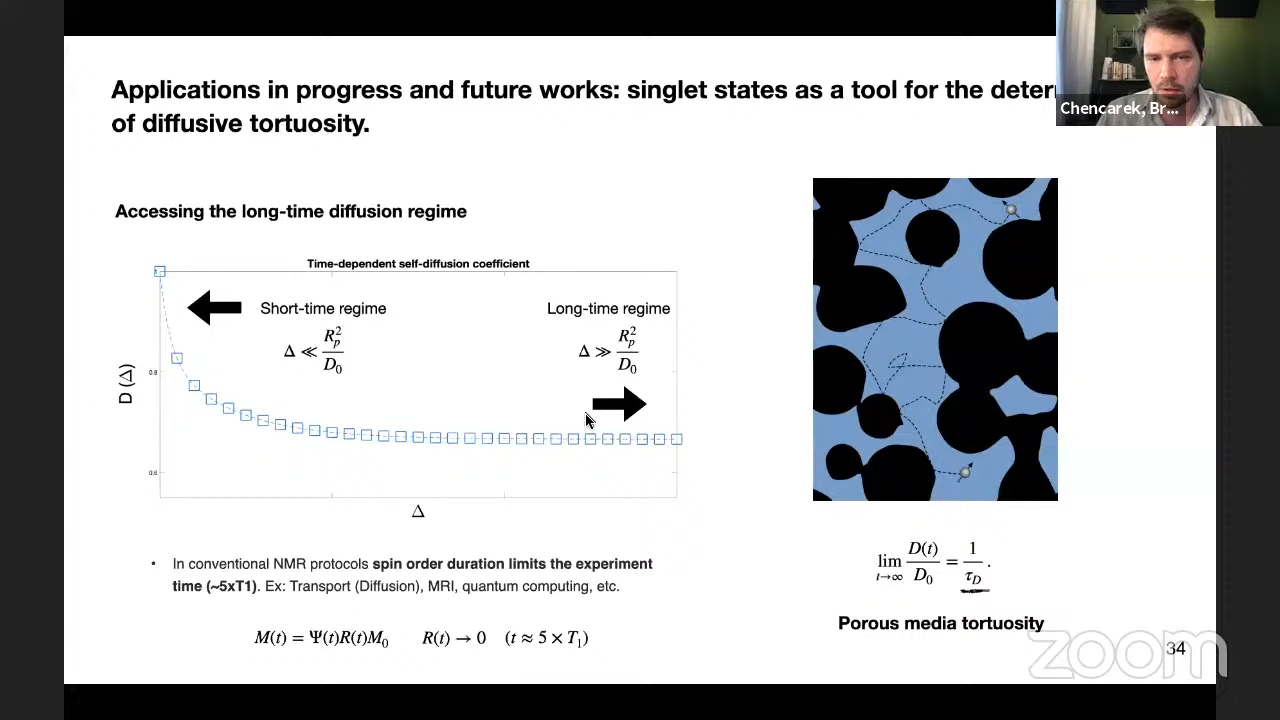 Applications in progress and future works: singlet states as a tool for the deter
of diffusive tortuosity.
Chencarek, Br...
Accessing the long-time diffusion regime
Time-dependent self-diffusion coefficient
Short-time regime
Δ ≪ R_p^2 / D_0
Long-time regime
Δ ≫ R_p^2 / D_0
D (Δ)
0.8
0.6
Δ
• In conventional NMR protocols spin order duration limits the experiment
time (~5xT1). Ex: Transport (Diffusion), MRI, quantum computing, etc.
M(t) = Ψ(t)R(t)M_0 R(t) → 0 (t ≈ 5 × T_1)
lim t→∞ D(t) / D_0 = 1 / τ_D .
Porous media tortuosity
34
zoom